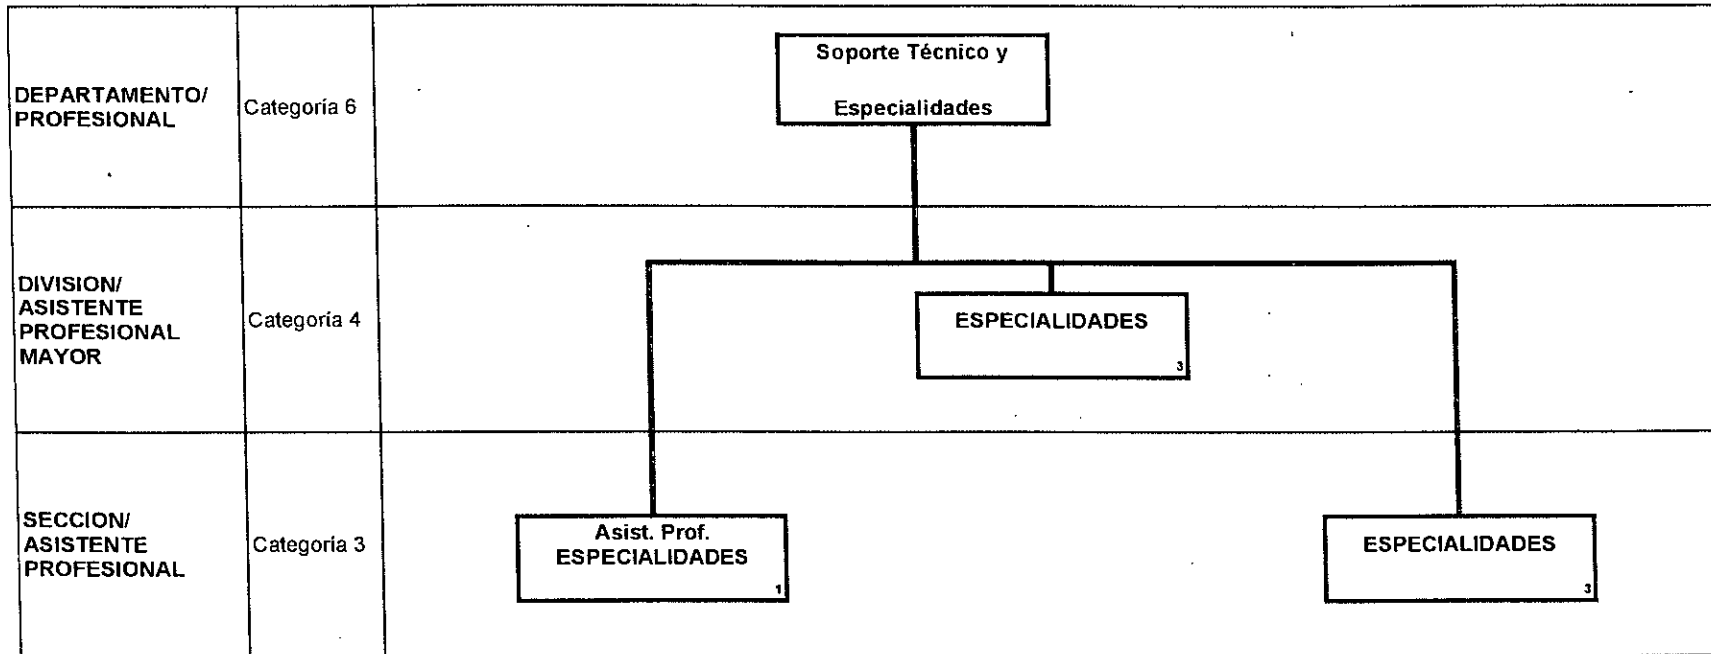 Soporte Técnico y
Especialidades
DEPARTAMENTO/
PROFESIONAL
Categoría 6
DIVISION/
ASISTENTE
PROFESIONAL
MAYOR
Categoría 4
ESPECIALIDADES
3
SECCION/
ASISTENTE
PROFESIONAL
Categoría 3
Asist. Prof.
ESPECIALIDADES
1
ESPECIALIDADES
3